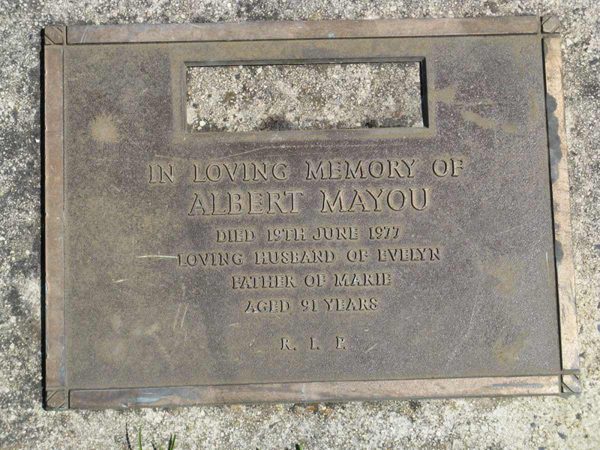 IN LOVING MEMORY OF
ALBERT MAYOU
DIED 19TH JUNE 1977
LOVING HUSBAND OF EVELYN
FATHER OF MARIE
AGED 91 YEARS
R. I. P.